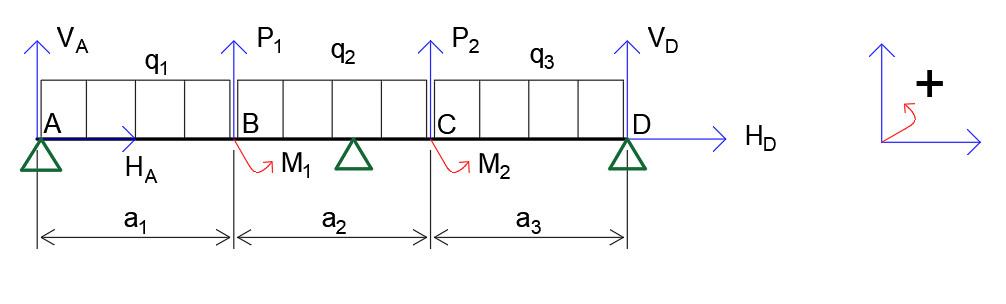 V_A P_1 P_2 V_D
q_1 q_2 q_3
+
A B C D
H_D
H_A M_1 M_2
a_1 a_2 a_3